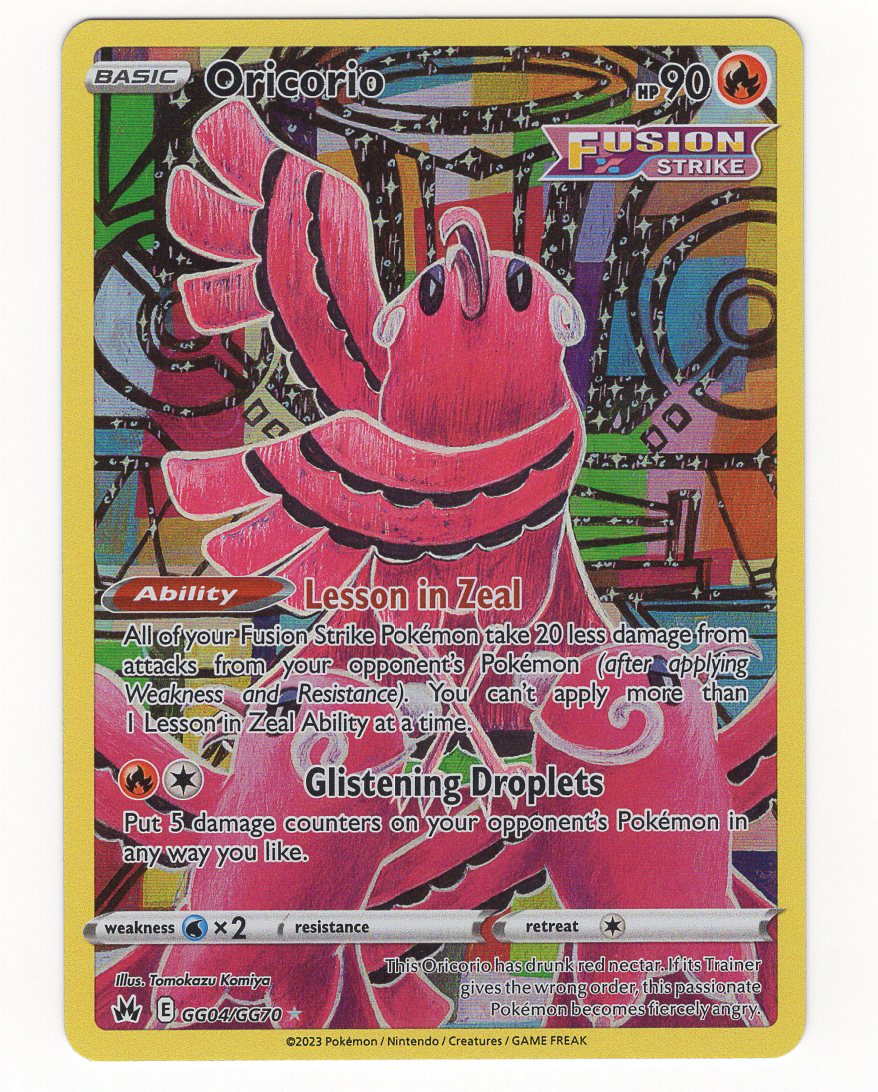 BASIC Oricorio HP 90
FUSION
STRIKE
Ability Lesson in Zeal
All of your Fusion Strike Pokémon take 20 less damage from
attacks from your opponent's Pokémon (after applying
Weakness and Resistance). You can't apply more than
1 Lesson in Zeal Ability at a time.
Glistening Droplets
Put 5 damage counters on your opponent's Pokémon in
any way you like.
weakness ×2 resistance retreat
Illus. Tomokazu Komiya
This Oricorio has drunk red nectar. If its Trainer
gives the wrong order, this passionate
Pokémon becomes fiercely angry.
E GG04/GG70
©2023 Pokémon / Nintendo / Creatures / GAME FREAK